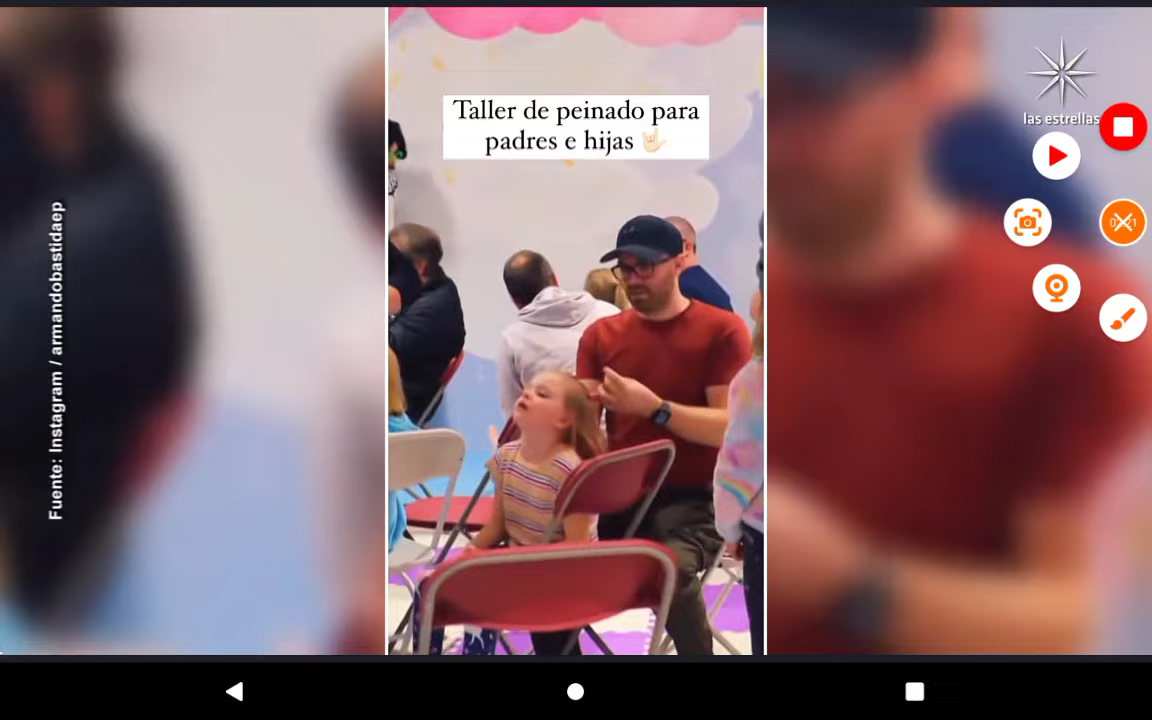 Taller de peinado para
padres e hijas 🤟🏻
las estrellas
Fuente: Instagram / armandobastidaep